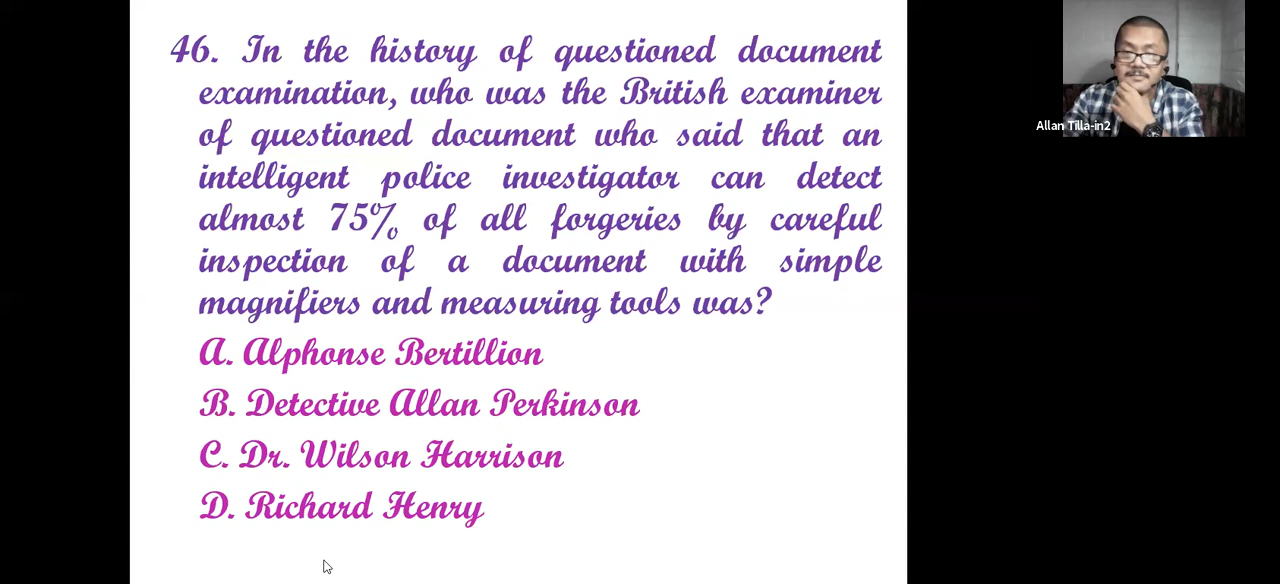 46. In the history of questioned document
examination, who was the British examiner
of questioned document who said that an
intelligent police investigator can detect
almost 75% of all forgeries by careful
inspection of a document with simple
magnifiers and measuring tools was?
A. Alphonse Bertillion
B. Detective Allan Perkinson
C. Dr. Wilson Harrison
D. Richard Henry
Allan Tilla-in2